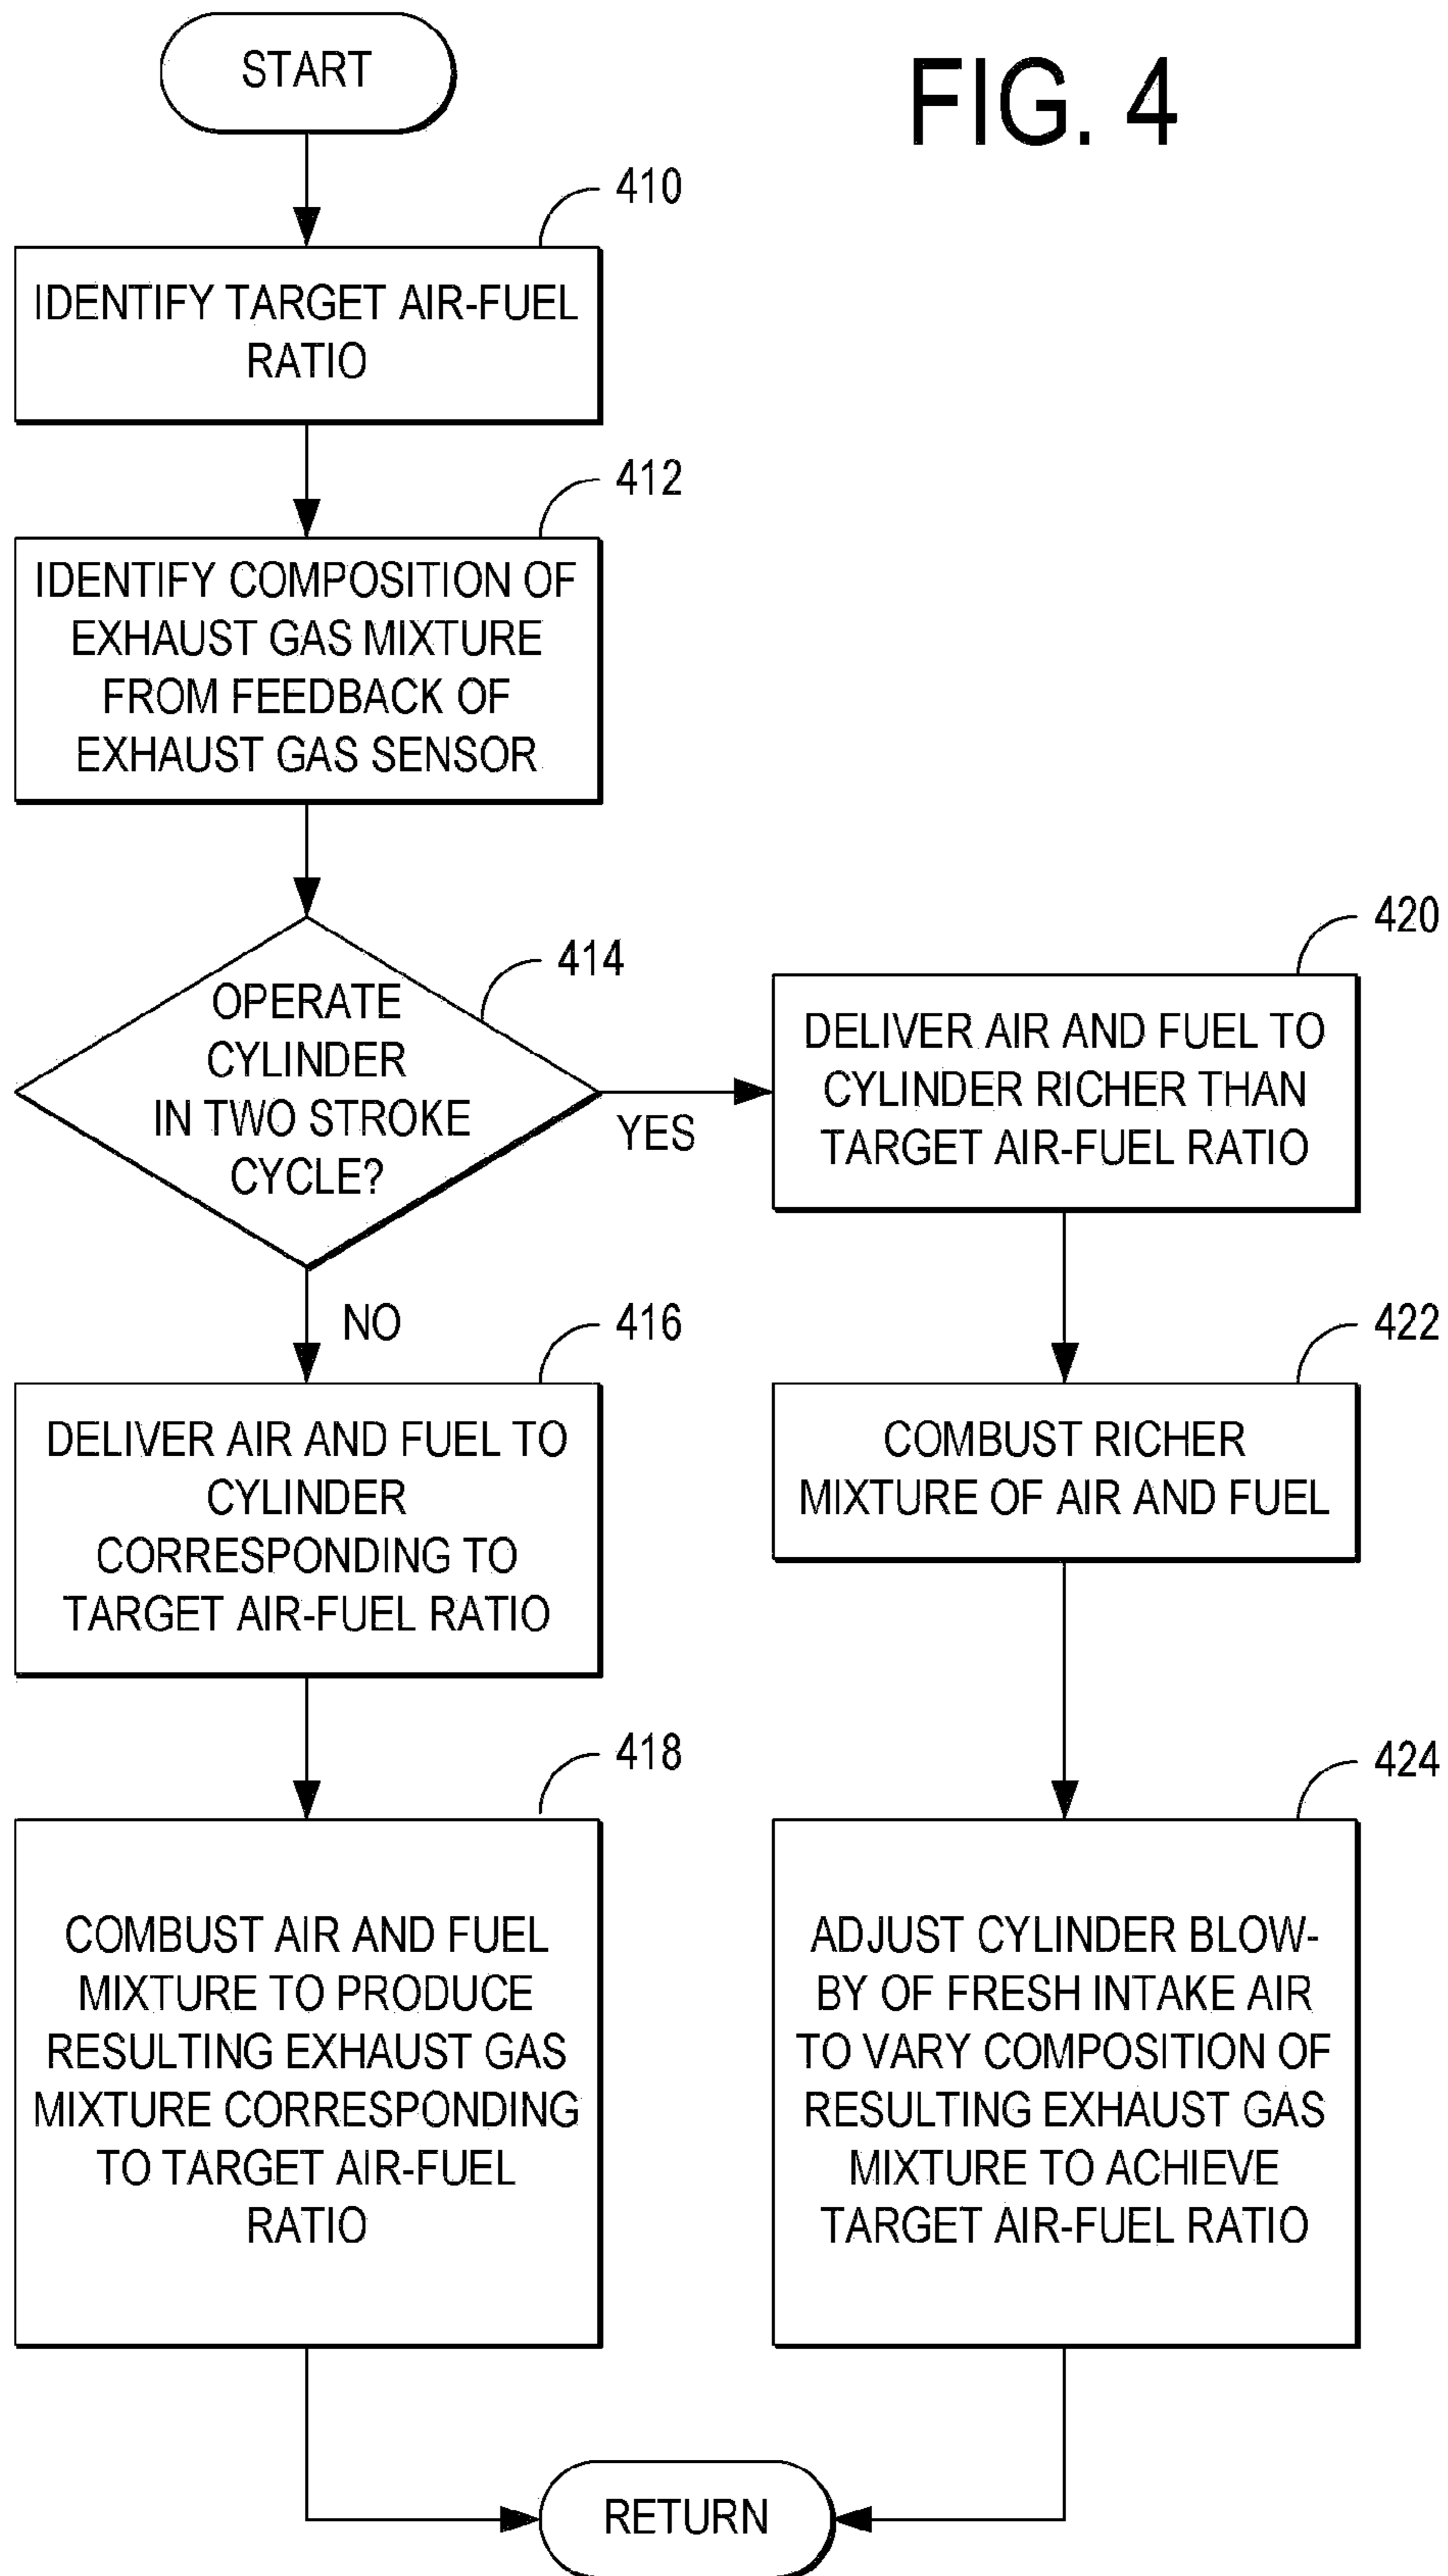 START
FIG. 4
410
IDENTIFY TARGET AIR-FUEL
RATIO
412
IDENTIFY COMPOSITION OF
EXHAUST GAS MIXTURE
FROM FEEDBACK OF
EXHAUST GAS SENSOR
414
OPERATE
CYLINDER
IN TWO STROKE
CYCLE?
YES
NO
420
DELIVER AIR AND FUEL TO
CYLINDER RICHER THAN
TARGET AIR-FUEL RATIO
416
DELIVER AIR AND FUEL TO
CYLINDER
CORRESPONDING TO
TARGET AIR-FUEL RATIO
422
COMBUST RICHER
MIXTURE OF AIR AND FUEL
418
COMBUST AIR AND FUEL
MIXTURE TO PRODUCE
RESULTING EXHAUST GAS
MIXTURE CORRESPONDING
TO TARGET AIR-FUEL
RATIO
424
ADJUST CYLINDER BLOW-
BY OF FRESH INTAKE AIR
TO VARY COMPOSITION OF
RESULTING EXHAUST GAS
MIXTURE TO ACHIEVE
TARGET AIR-FUEL RATIO
RETURN